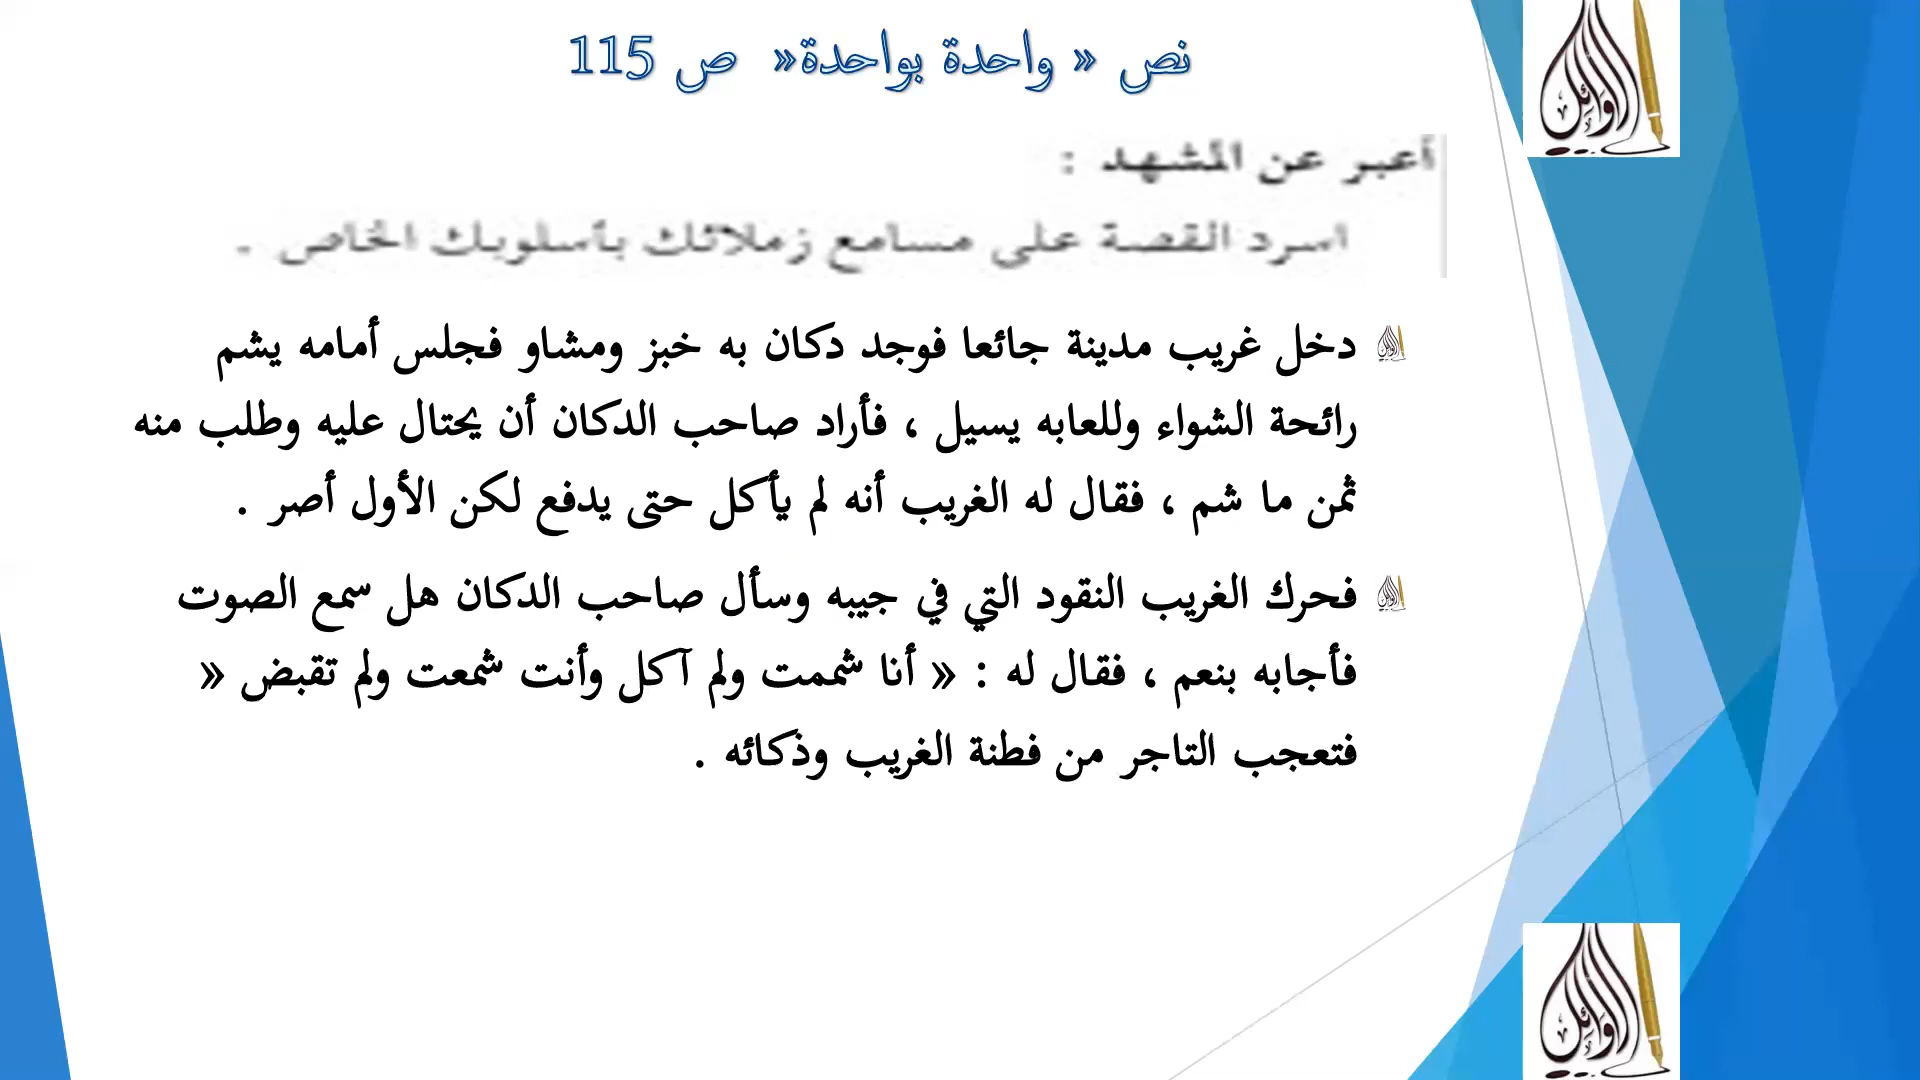 نص « واحدة بواحدة« ص 115
أعبر عن المشهد :
اسرد القصة على مسامع زملائك بأسلوبك الخاص .
دخل غريب مدينة جائعا فوجد دكان به خبز ومشاو فجلس أمامه يشم
رائحة الشواء وللعابه يسيل ، فأراد صاحب الدكان أن يحتال عليه وطلب منه
ثمن ما شم ، فقال له الغريب أنه لم يأكل حتى يدفع لكن الأول أصر .
فحرك الغريب النقود التي في جيبه وسأل صاحب الدكان هل سمع الصوت
فأجابه بنعم ، فقال له : « أنا شممت ولم آكل وأنت شمعت ولم تقبض «
فتعجب التاجر من فطنة الغريب وذكائه .
الأوائل
الأوائل